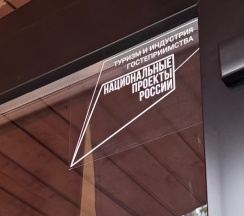 ТУРИЗМ И ИНДУСТРИЯ
ГОСТЕПРИИМСТВА
НАЦИОНАЛЬНЫЕ
ПРОЕКТЫ
РОССИИ